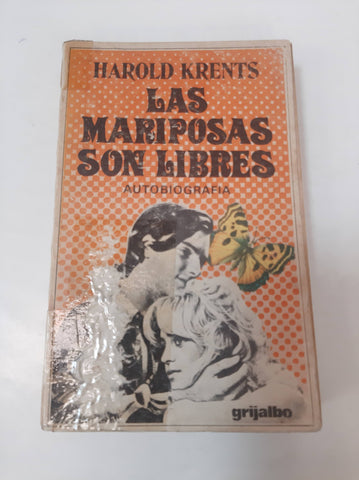 HAROLD KRENTS
LAS
MARIPOSAS
SON LIBRES
AUTOBIOGRAFIA
grijalbo